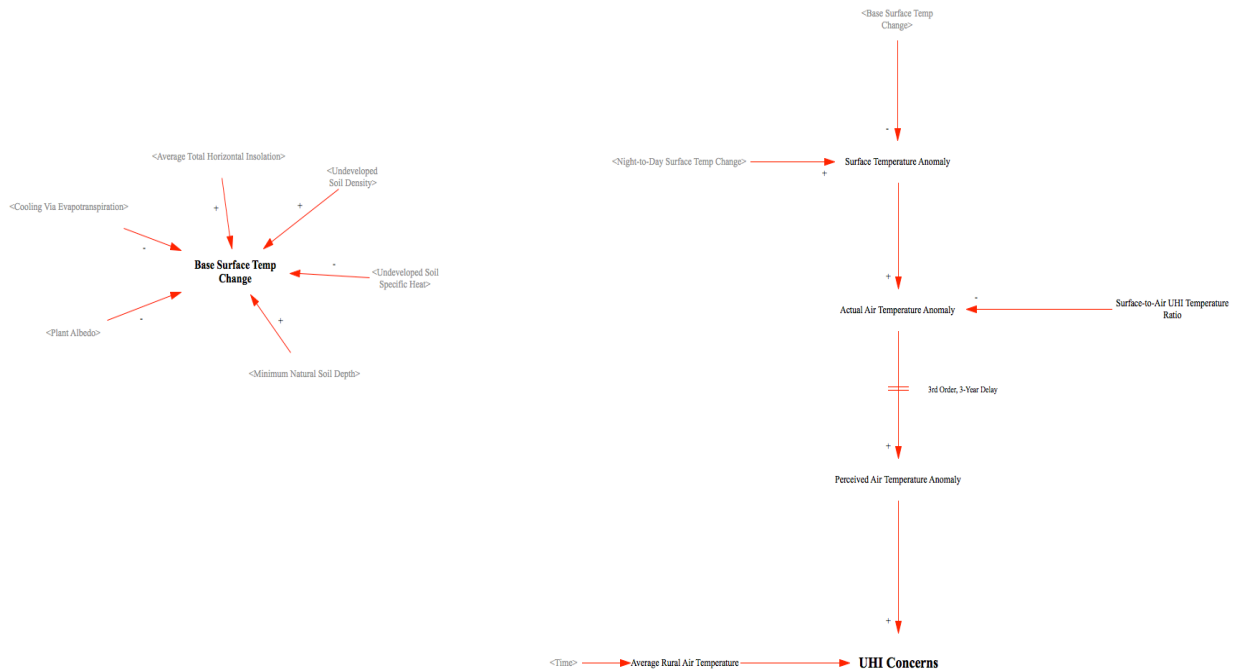 <Base Surface Temp
Change>
-
<Average Total Horizontal Insolation>
<Night-to-Day Surface Temp Change>
+
Surface Temperature Anomaly
<Undeveloped
Soil Density>
+
+
<Cooling Via Evapotranspiration>
-
Base Surface Temp
Change
-
<Undeveloped Soil
Specific Heat>
+
-
Actual Air Temperature Anomaly
Surface-to-Air UHI Temperature
Ratio
-
+
<Plant Albedo>
<Minimum Natural Soil Depth>
3rd Order, 3-Year Delay
+
Perceived Air Temperature Anomaly
+
<Time>
Average Rural Air Temperature
UHI Concerns